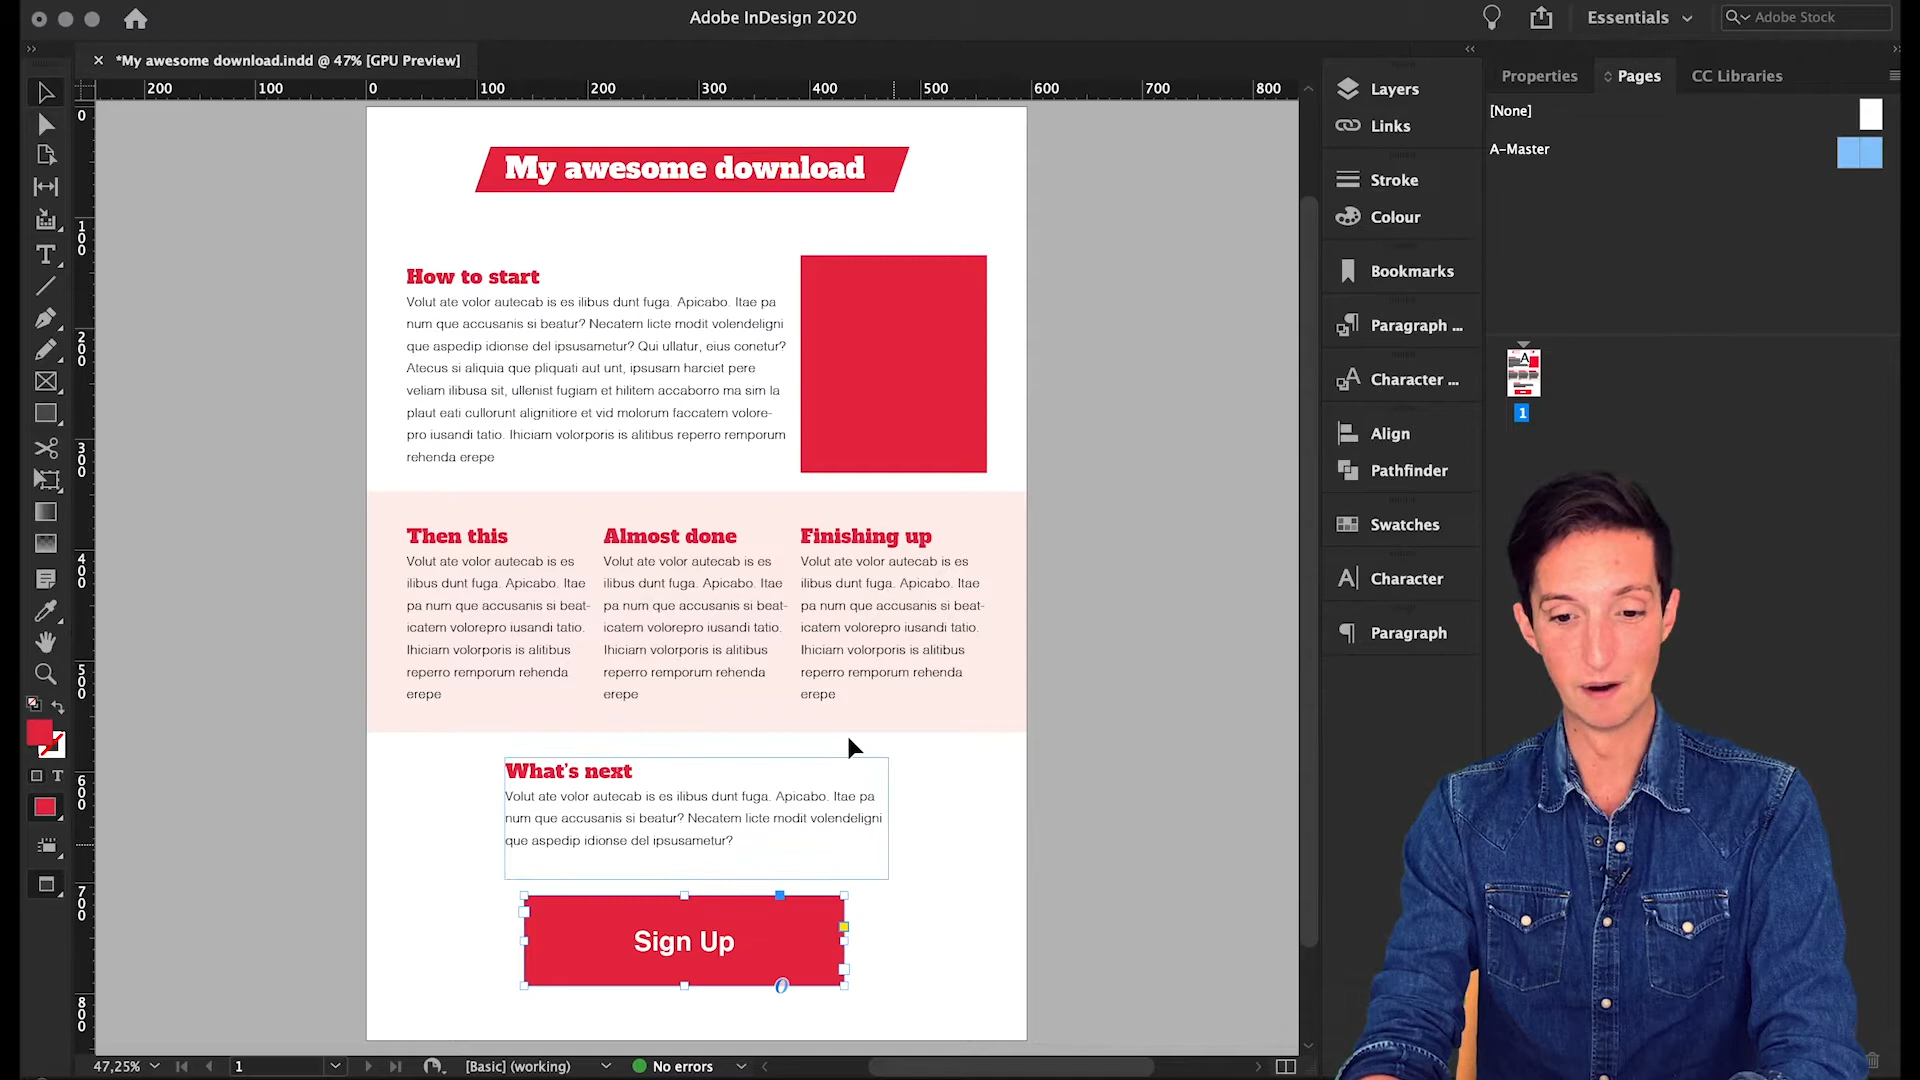 Adobe InDesign 2020
Essentials
Adobe Stock
*My awesome download.indd @ 47% [GPU Preview]
200 100 0 100 200 300 400 500 600 700 800
0
100
200
300
400
500
600
700
800
My awesome download
How to start
Volut ate volor autecab is es ilibus dunt fuga. Apicabo. Itae pa
num que accusanis si beatur? Necatem licte modit volendeligni
que aspedip idionse del ipsusametur? Qui ullatur, eius conetur?
Atecus si aliquia que pliquati aut unt, ipsusam harciet pere
veliam ilibusa sit, ullenist fugiam et hilitem accaborro ma sim la
plaut eati cullorunt alignitiore et vid molorum faccatem volore-
pro iusandi tatio. Ihiciam volorporis is alitibus reperro remporum
rehenda erepe
Then this
Volut ate volor autecab is es
ilibus dunt fuga. Apicabo. Itae
pa num que accusanis si beat-
icatem volorepro iusandi tatio.
Ihiciam volorporis is alitibus
reperro remporum rehenda
erepe
Almost done
Volut ate volor autecab is es
ilibus dunt fuga. Apicabo. Itae
pa num que accusanis si beat-
icatem volorepro iusandi tatio.
Ihiciam volorporis is alitibus
reperro remporum rehenda
erepe
Finishing up
Volut ate volor autecab is es
ilibus dunt fuga. Apicabo. Itae
pa num que accusanis si beat-
icatem volorepro iusandi tatio.
Ihiciam volorporis is alitibus
reperro remporum rehenda
erepe
What's next
Volut ate volor autecab is es ilibus dunt fuga. Apicabo. Itae pa
num que accusanis si beatur? Necatem licte modit volendeligni
que aspedip idionse del ipsusametur?
Sign Up
Layers
Links
Stroke
Colour
Bookmarks
Paragraph ...
Character ...
Align
Pathfinder
Swatches
Character
Paragraph
Properties
Pages
CC Libraries
[None]
A-Master
A
1
47,25%
1
[Basic] (working)
No errors